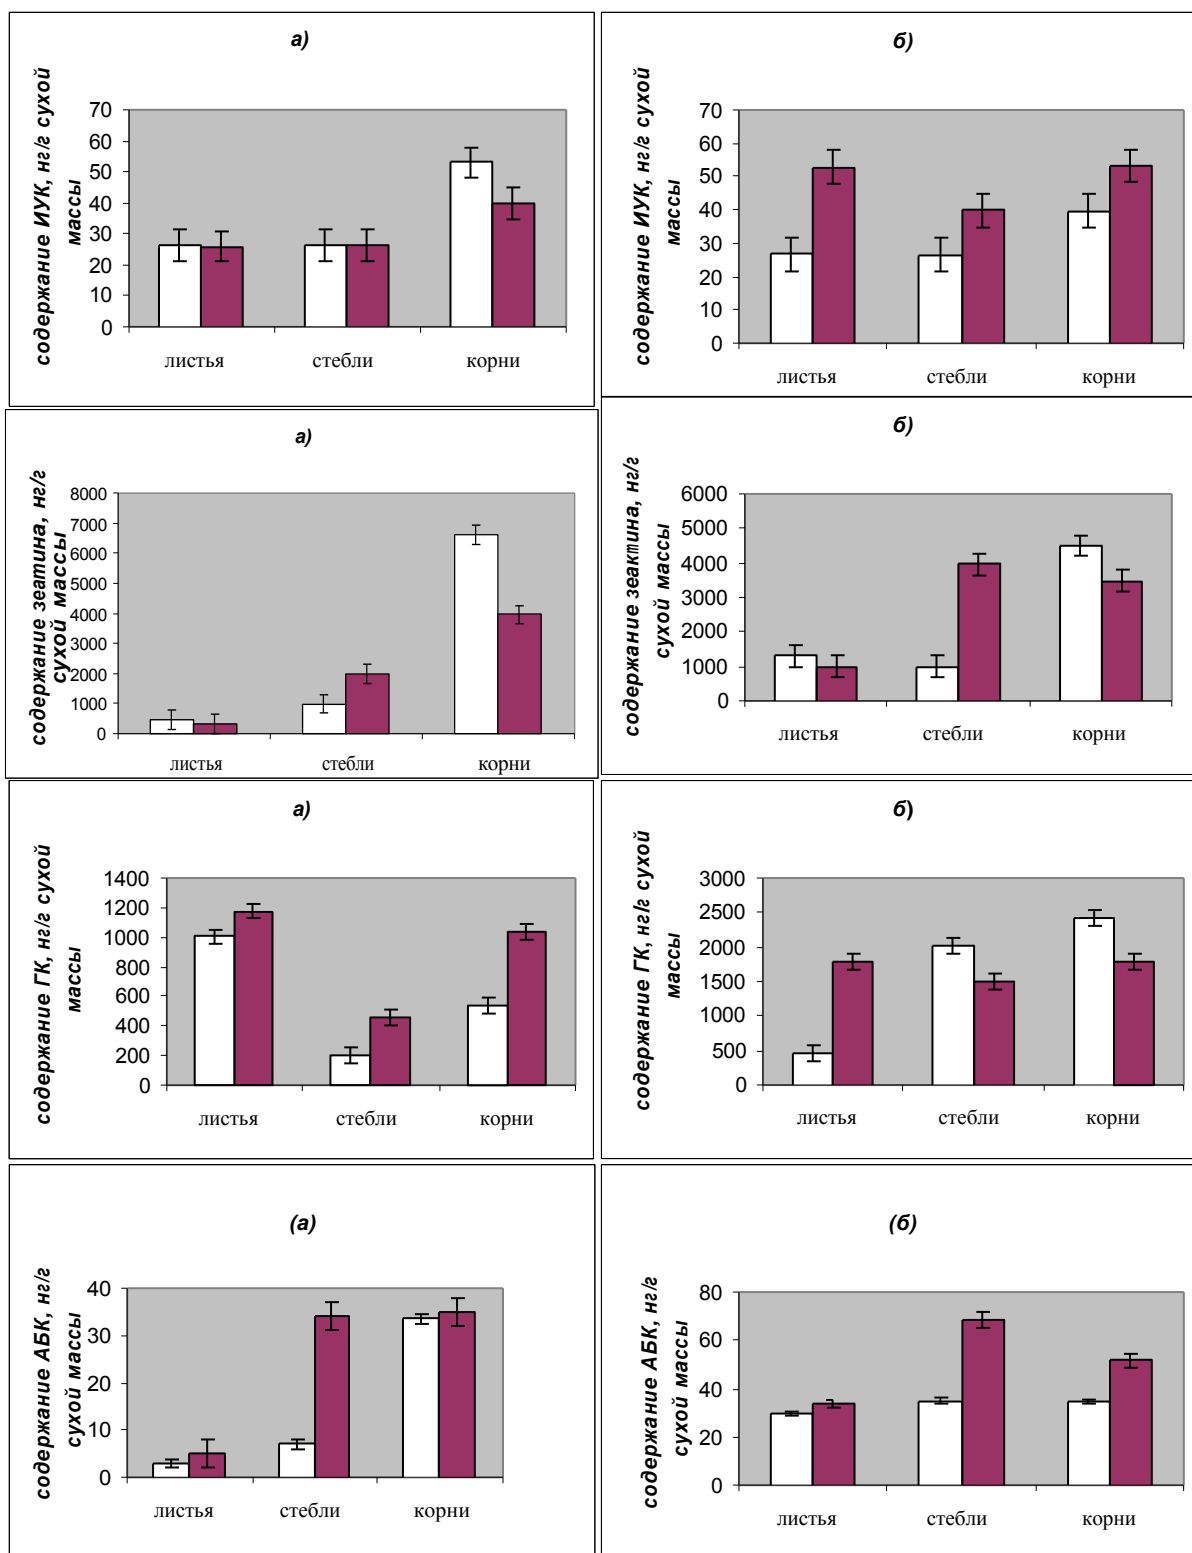 а)
содержание ИУК, нг/г сухой
массы
70
60
50
40
30
20
10
0
листья стебли корни
б)
содержание ИУК, нг/г сухой
массы
70
60
50
40
30
20
10
0
листья стебли корни
а)
содержание зеатина, нг/г
сухой массы
8000
7000
6000
5000
4000
3000
2000
1000
0
листья стебли корни
б)
содержание зеактина, нг/г
сухой массы
6000
5000
4000
3000
2000
1000
0
листья стебли корни
а)
содержание ГК, нг/г сухой
массы
1400
1200
1000
800
600
400
200
0
листья стебли корни
б)
содержание ГК, нг/г сухой
массы
3000
2500
2000
1500
1000
500
0
листья стебли корни
(а)
содержание АБК, нг/г
сухой массы
40
30
20
10
0
листья стебли корни
(б)
содержание АБК, нг/г
сухой массы
80
60
40
20
0
листья стебли корни